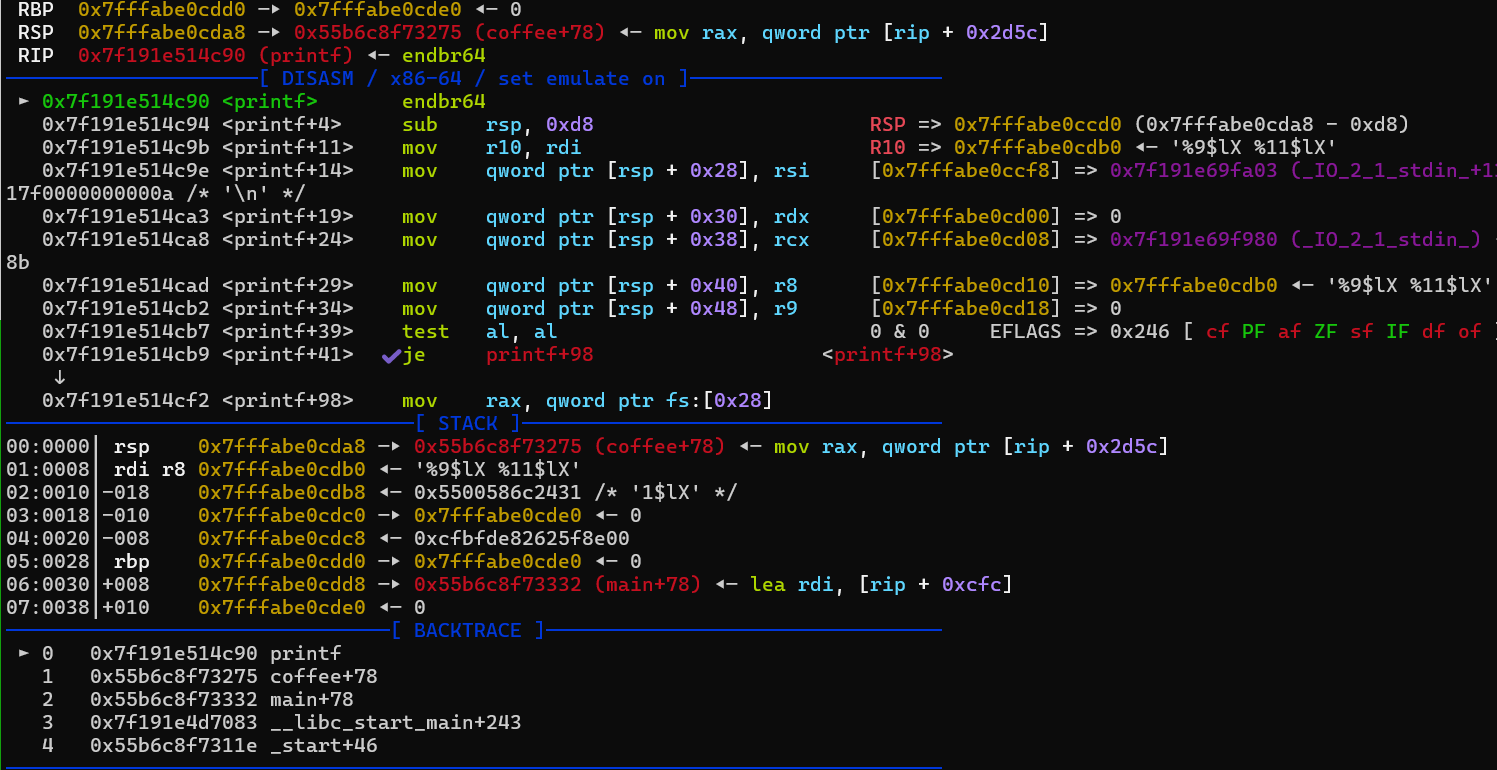 RBP  0x7fffabe0cdd0 —▸ 0x7fffabe0cde0 ◂— 0
RSP  0x7fffabe0cda8 —▸ 0x55b6c8f73275 (coffee+78) ◂— mov rax, qword ptr [rip + 0x2d5c]
RIP  0x7f191e514c90 (printf) ◂— endbr64
[ DISASM / x86-64 / set emulate on ]
► 0x7f191e514c90 <printf>       endbr64
0x7f191e514c94 <printf+4>     sub    rsp, 0xd8                       RSP => 0x7fffabe0ccd0 (0x7fffabe0cda8 - 0xd8)
0x7f191e514c9b <printf+11>    mov    r10, rdi                        R10 => 0x7fffabe0cdb0 ◂— '%9$lX %11$lX'
0x7f191e514c9e <printf+14>    mov    qword ptr [rsp + 0x28], rsi     [0x7fffabe0ccf8] => 0x7f191e69fa03 (_IO_2_1_stdin_+1
17f0000000000a /* '\n' */
0x7f191e514ca3 <printf+19>    mov    qword ptr [rsp + 0x30], rdx     [0x7fffabe0cd00] => 0
0x7f191e514ca8 <printf+24>    mov    qword ptr [rsp + 0x38], rcx     [0x7fffabe0cd08] => 0x7f191e69f980 (_IO_2_1_stdin_)
8b
0x7f191e514cad <printf+29>    mov    qword ptr [rsp + 0x40], r8      [0x7fffabe0cd10] => 0x7fffabe0cdb0 ◂— '%9$lX %11$lX'
0x7f191e514cb2 <printf+34>    mov    qword ptr [rsp + 0x48], r9      [0x7fffabe0cd18] => 0
0x7f191e514cb7 <printf+39>    test   al, al                          0 & 0     EFLAGS => 0x246 [ cf PF af ZF sf IF df of ]
0x7f191e514cb9 <printf+41>  ✔ je     printf+98                   <printf+98>
↓
0x7f191e514cf2 <printf+98>    mov    rax, qword ptr fs:[0x28]
[ STACK ]
00:0000│ rsp    0x7fffabe0cda8 —▸ 0x55b6c8f73275 (coffee+78) ◂— mov rax, qword ptr [rip + 0x2d5c]
01:0008│ rdi r8 0x7fffabe0cdb0 ◂— '%9$lX %11$lX'
02:0010│-018    0x7fffabe0cdb8 ◂— 0x5500586c2431 /* '1$lX' */
03:0018│-010    0x7fffabe0cdc0 —▸ 0x7fffabe0cde0 ◂— 0
04:0020│-008    0x7fffabe0cdc8 ◂— 0xcfbfde82625f8e00
05:0028│ rbp    0x7fffabe0cdd0 —▸ 0x7fffabe0cde0 ◂— 0
06:0030│+008    0x7fffabe0cdd8 —▸ 0x55b6c8f73332 (main+78) ◂— lea rdi, [rip + 0xcfc]
07:0038│+010    0x7fffabe0cde0 ◂— 0
[ BACKTRACE ]
► 0   0x7f191e514c90 printf
1   0x55b6c8f73275 coffee+78
2   0x55b6c8f73332 main+78
3   0x7f191e4d7083 __libc_start_main+243
4   0x55b6c8f7311e _start+46